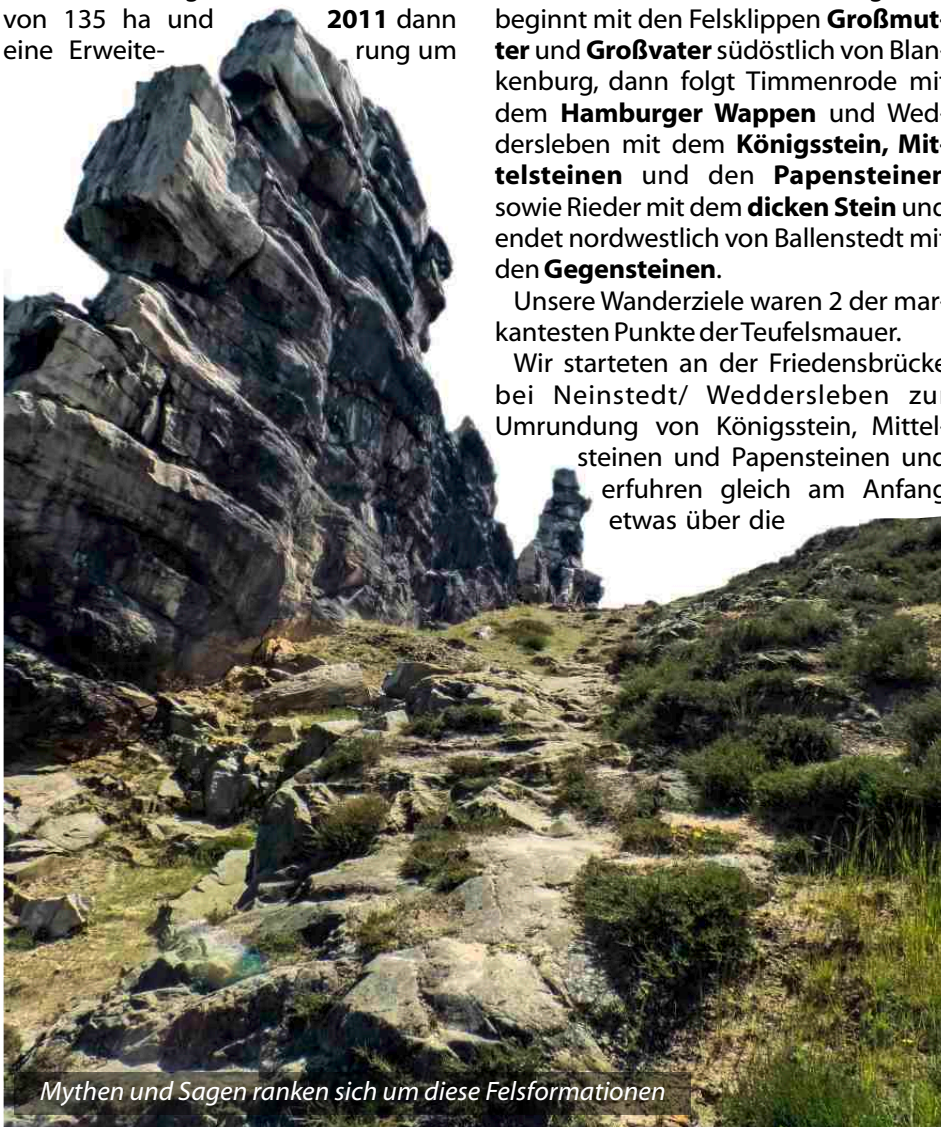 von 135 ha und 2011 dann
eine Erweite- rung um
beginnt mit den Felsklippen Großmut-
ter und Großvater südöstlich von Blan-
kenburg, dann folgt Timmenrode mit
dem Hamburger Wappen und Wed-
dersleben mit dem Königsstein, Mit-
telsteinen und den Papensteinen
sowie Rieder mit dem dicken Stein und
endet nordwestlich von Ballenstedt mit
den Gegensteinen.
Unsere Wanderziele waren 2 der mar-
kantesten Punkte der Teufelsmauer.
Wir starteten an der Friedensbrücke
bei Neinstedt/ Weddersleben zur
Umrundung von Königsstein, Mittel-
steinen und Papensteinen und
erfuhren gleich am Anfang
etwas über die
Mythen und Sagen ranken sich um diese Felsformationen